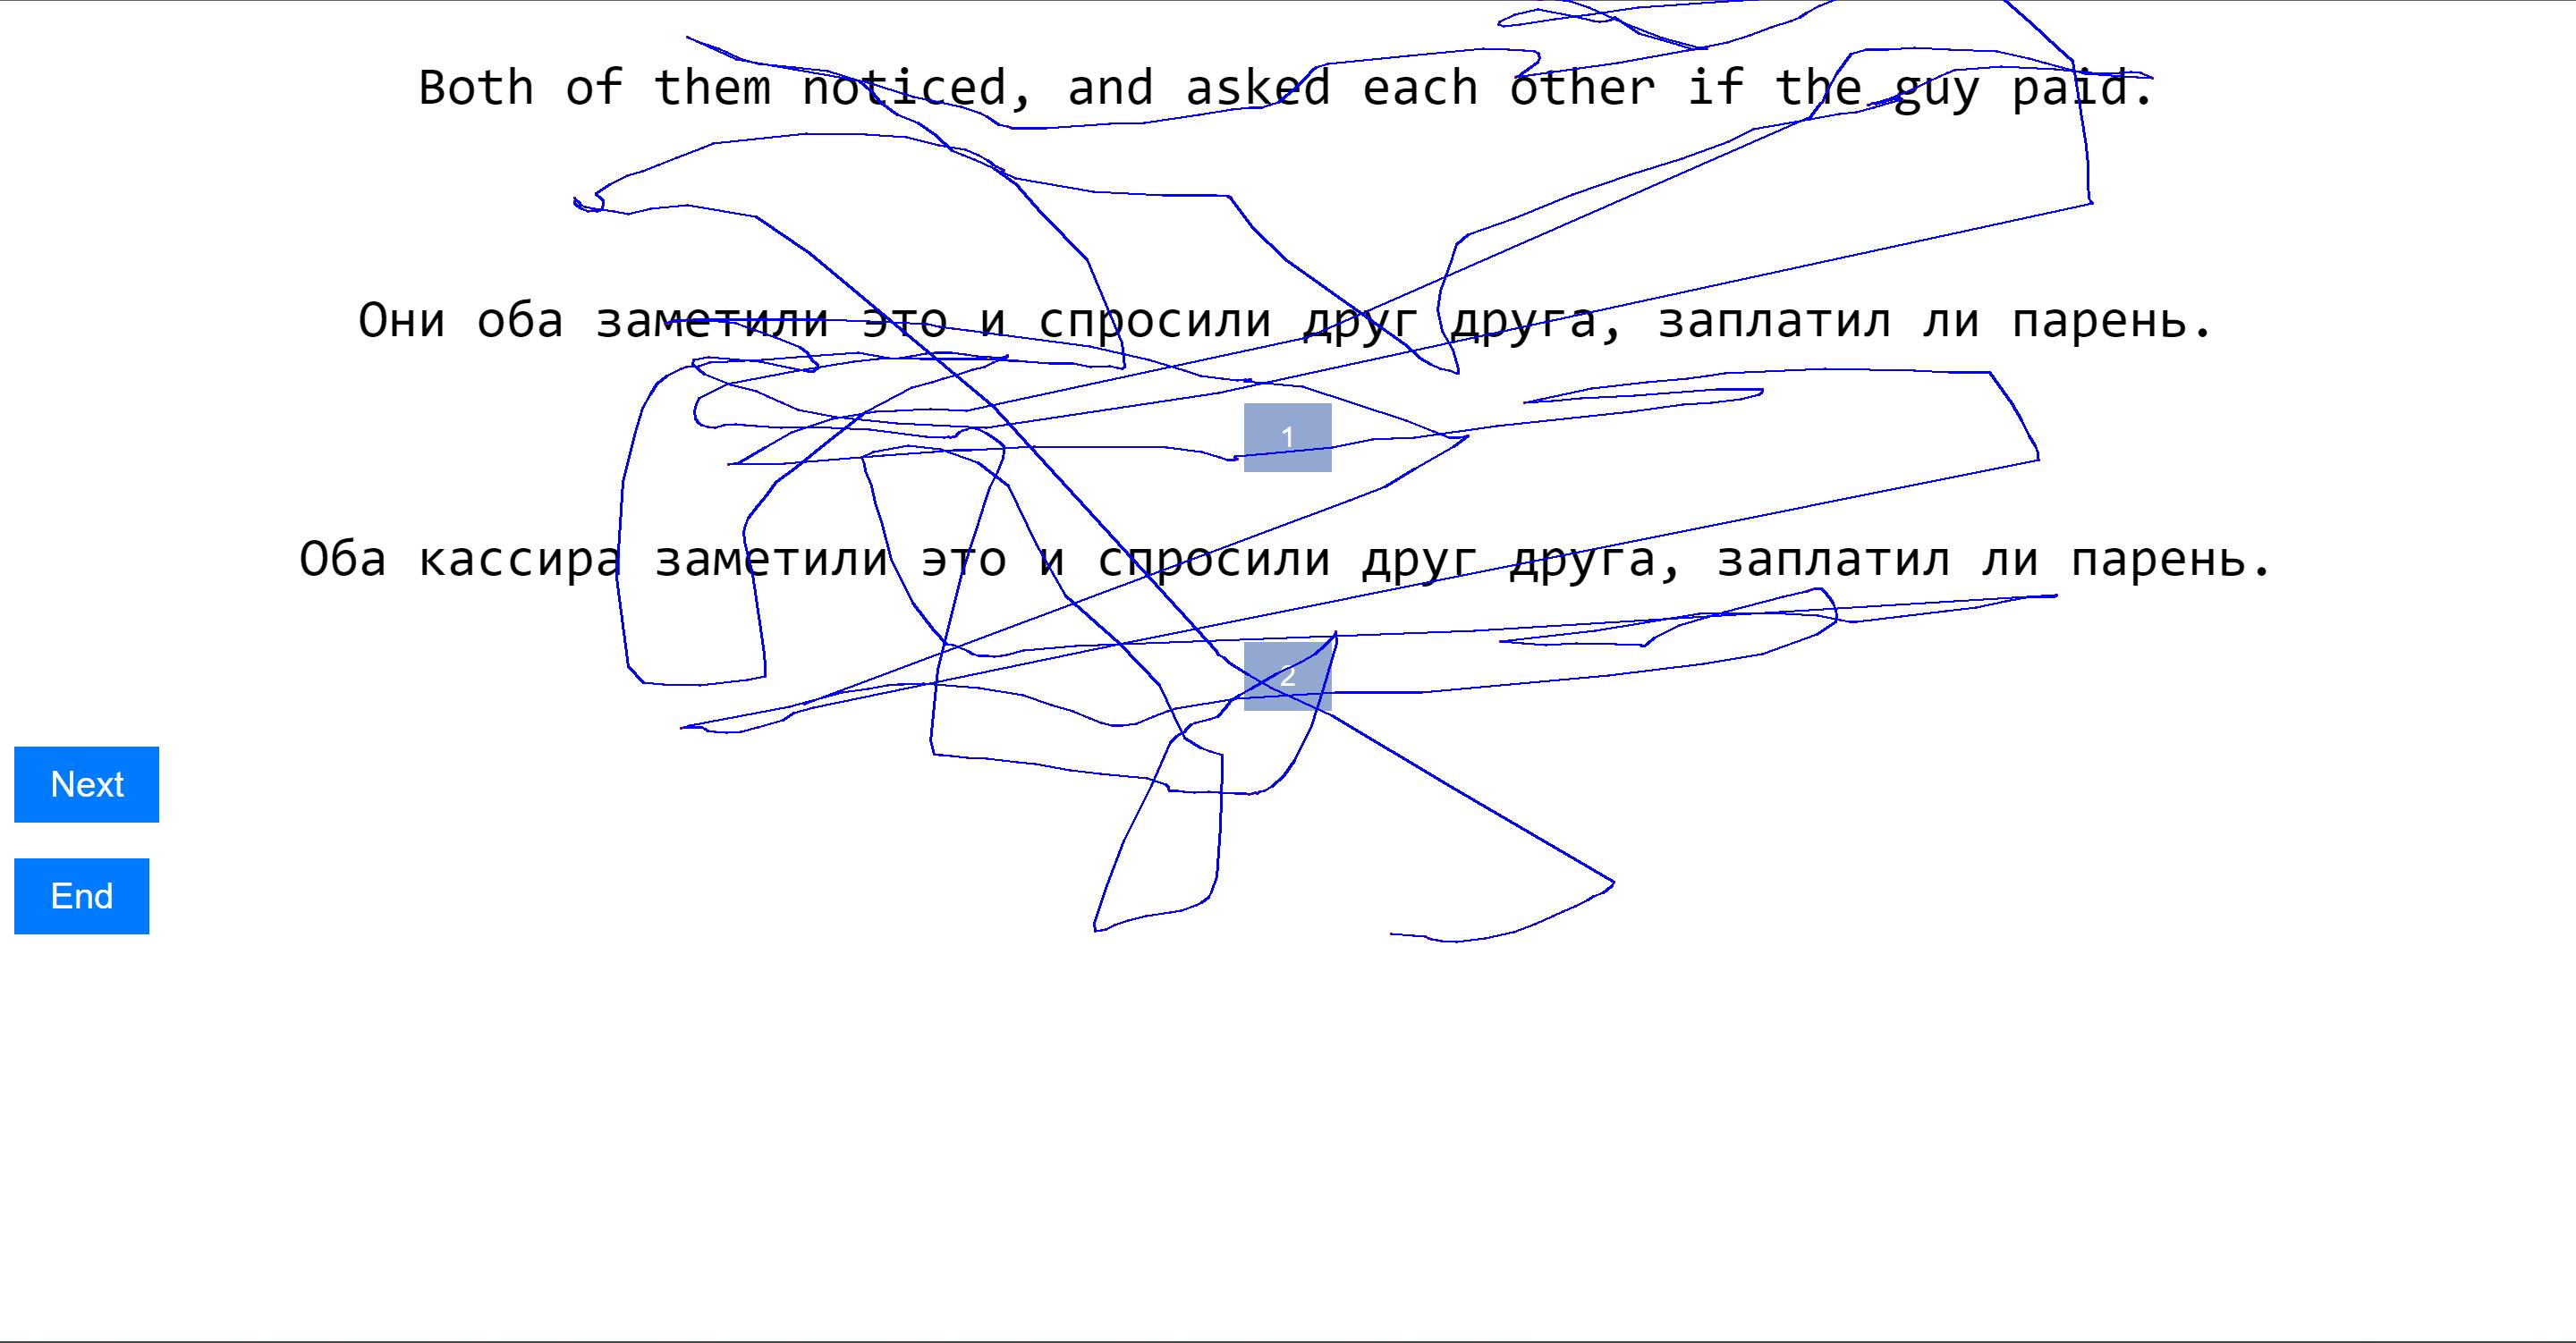 Both of them noticed, and asked each other if the guy paid.
Они оба заметили это и спросили друг друга, заплатил ли парень.
1
Оба кассира заметили это и спросили друг друга, заплатил ли парень.
2
Next
End